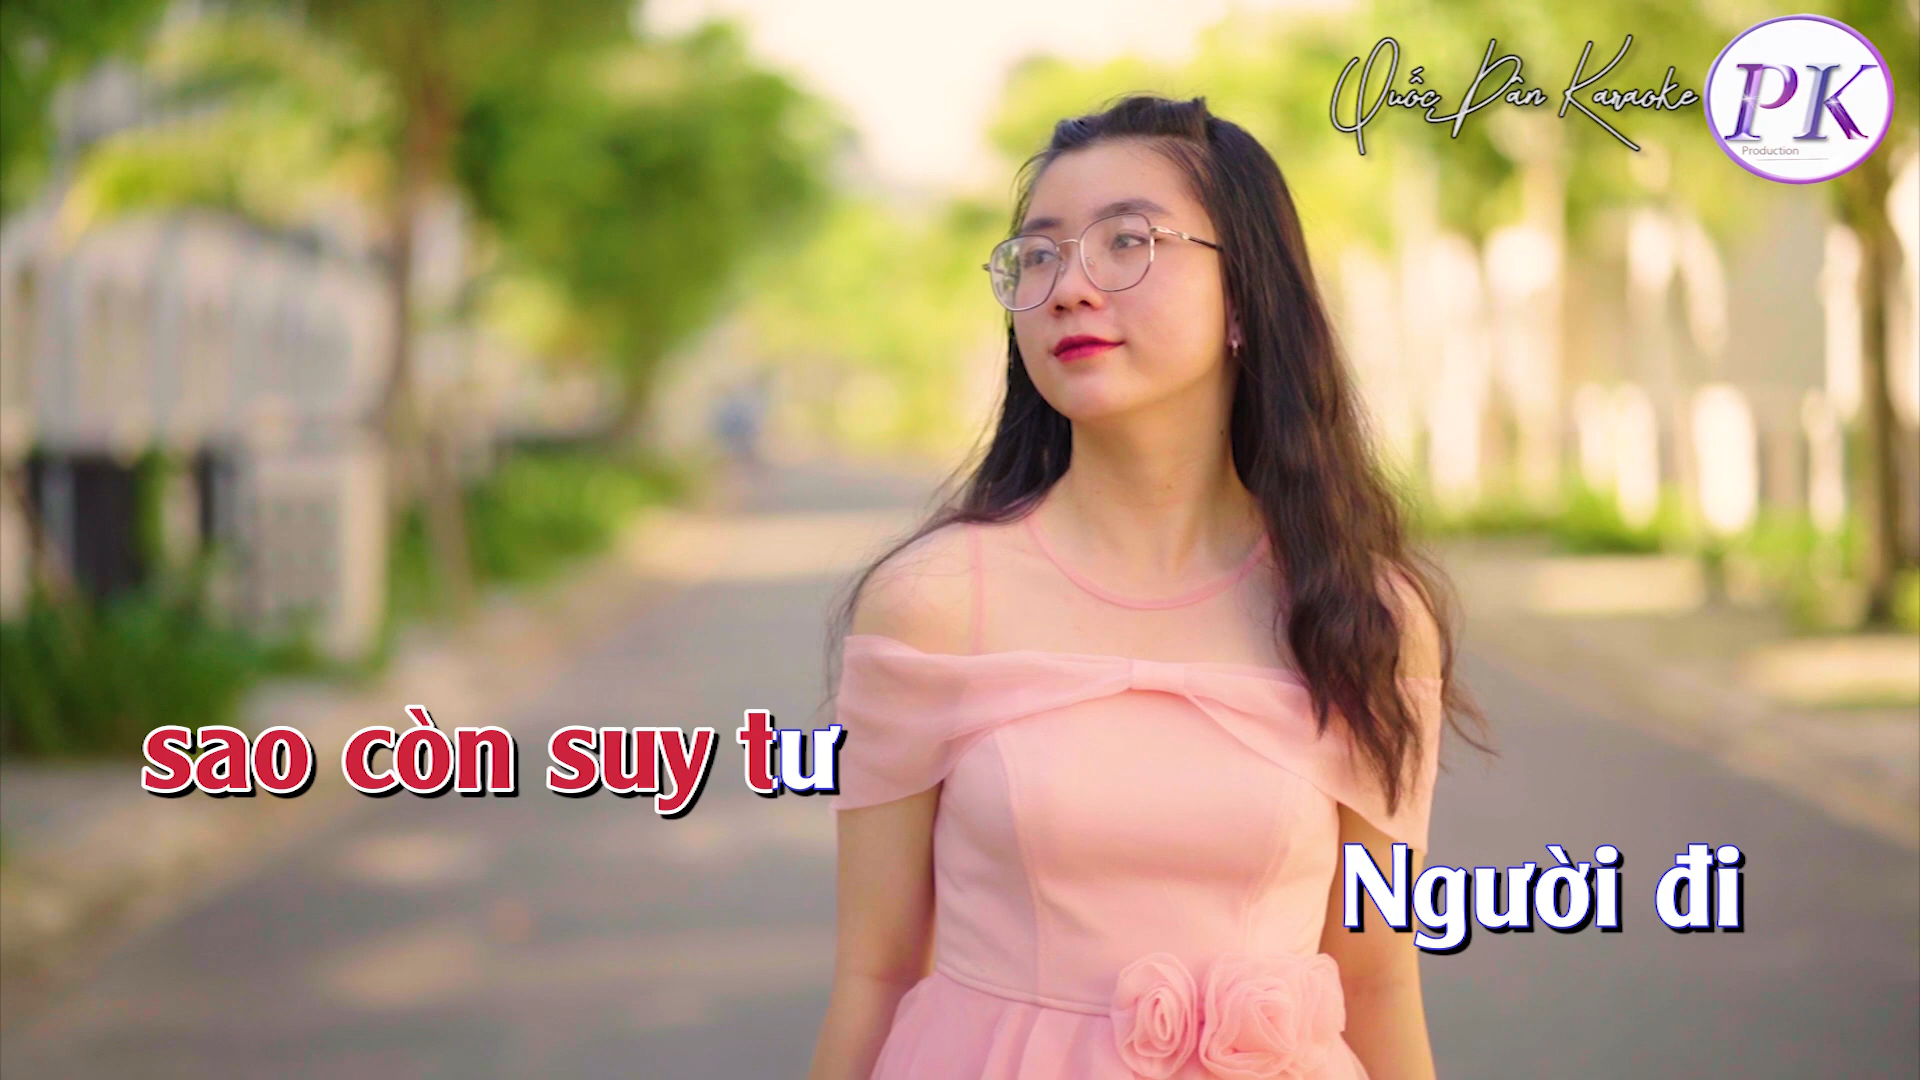 Quốc Dân Karaoke
PK
Production
sao còn suy tư
Người đi